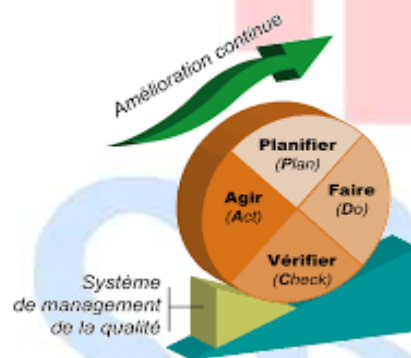 Amélioration continue
Planifier
(Plan)
Agir
(Act)
Faire
(Do)
Vérifier
(Check)
Système
de management
de la qualité